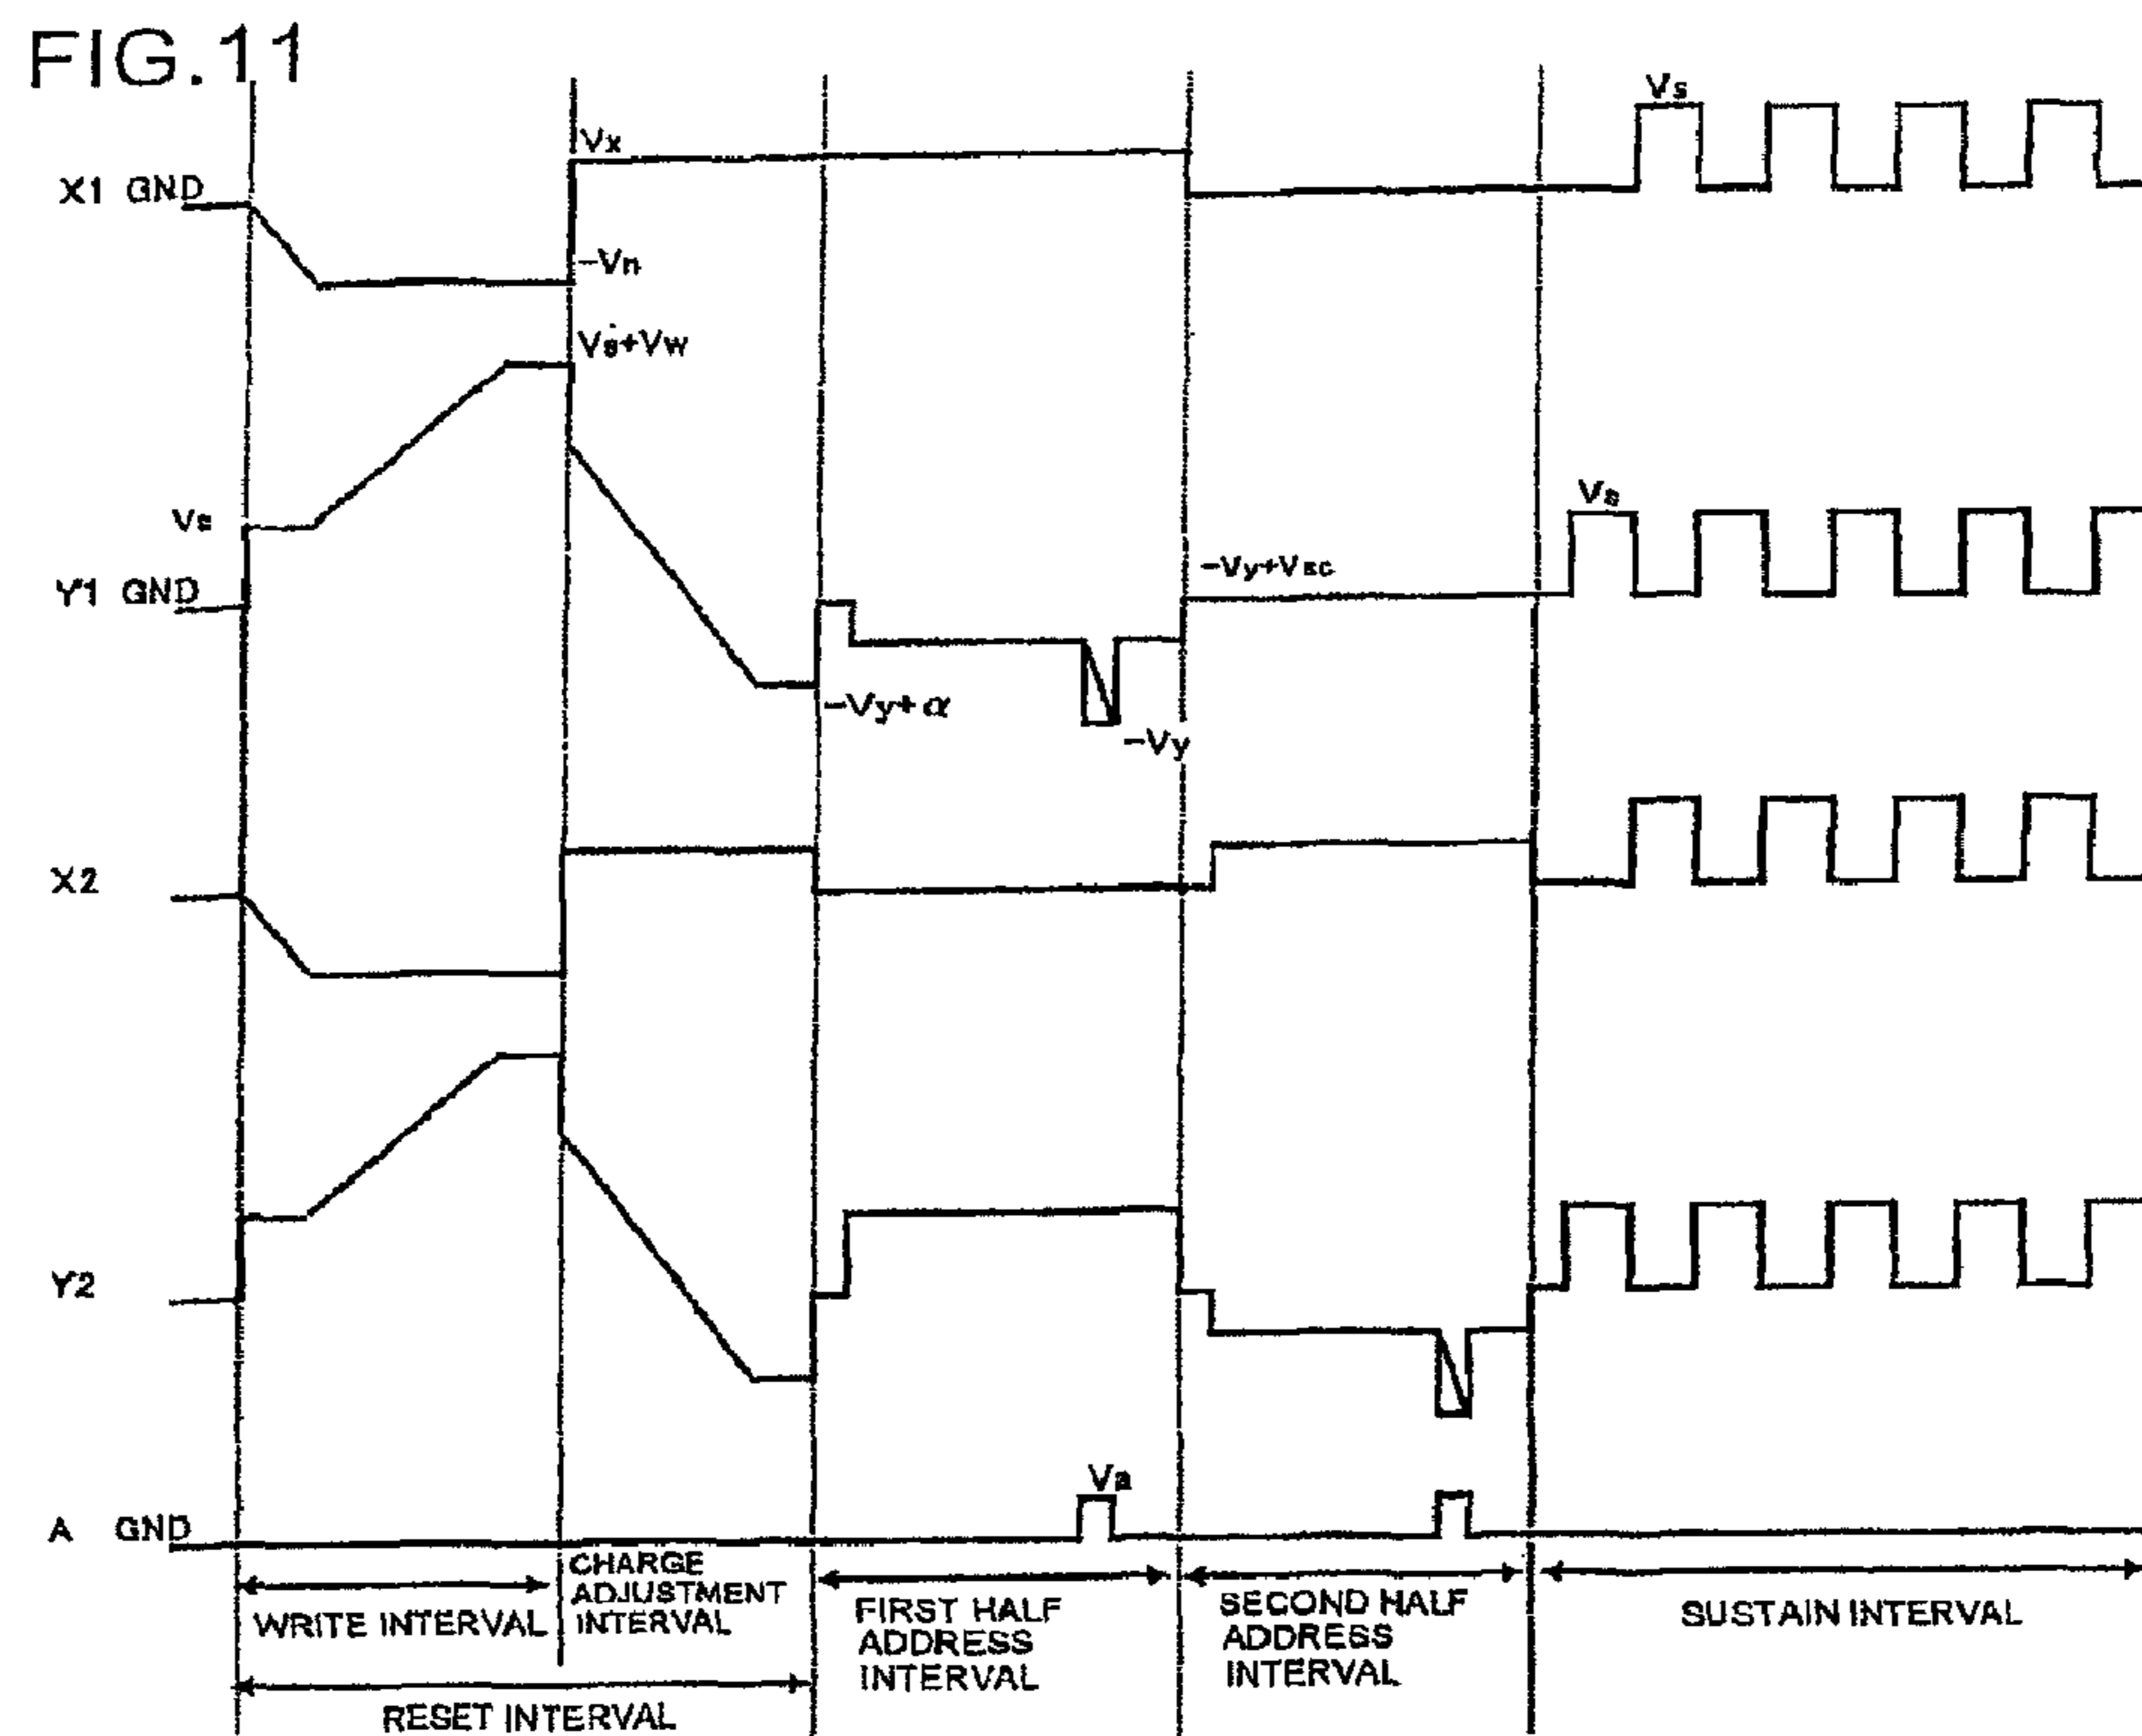 FIG.11
Vs
Vx
X1 GND
-Vn
Vs+Vw
Vs
Vs
-Vy+Vsc
Y1 GND
-Vy+α
-Vy
X2
Y2
Va
A GND
CHARGE
ADJUSTMENT
INTERVAL
WRITE INTERVAL
FIRST HALF
ADDRESS
INTERVAL
SECOND HALF
ADDRESS
INTERVAL
SUSTAIN INTERVAL
RESET INTERVAL